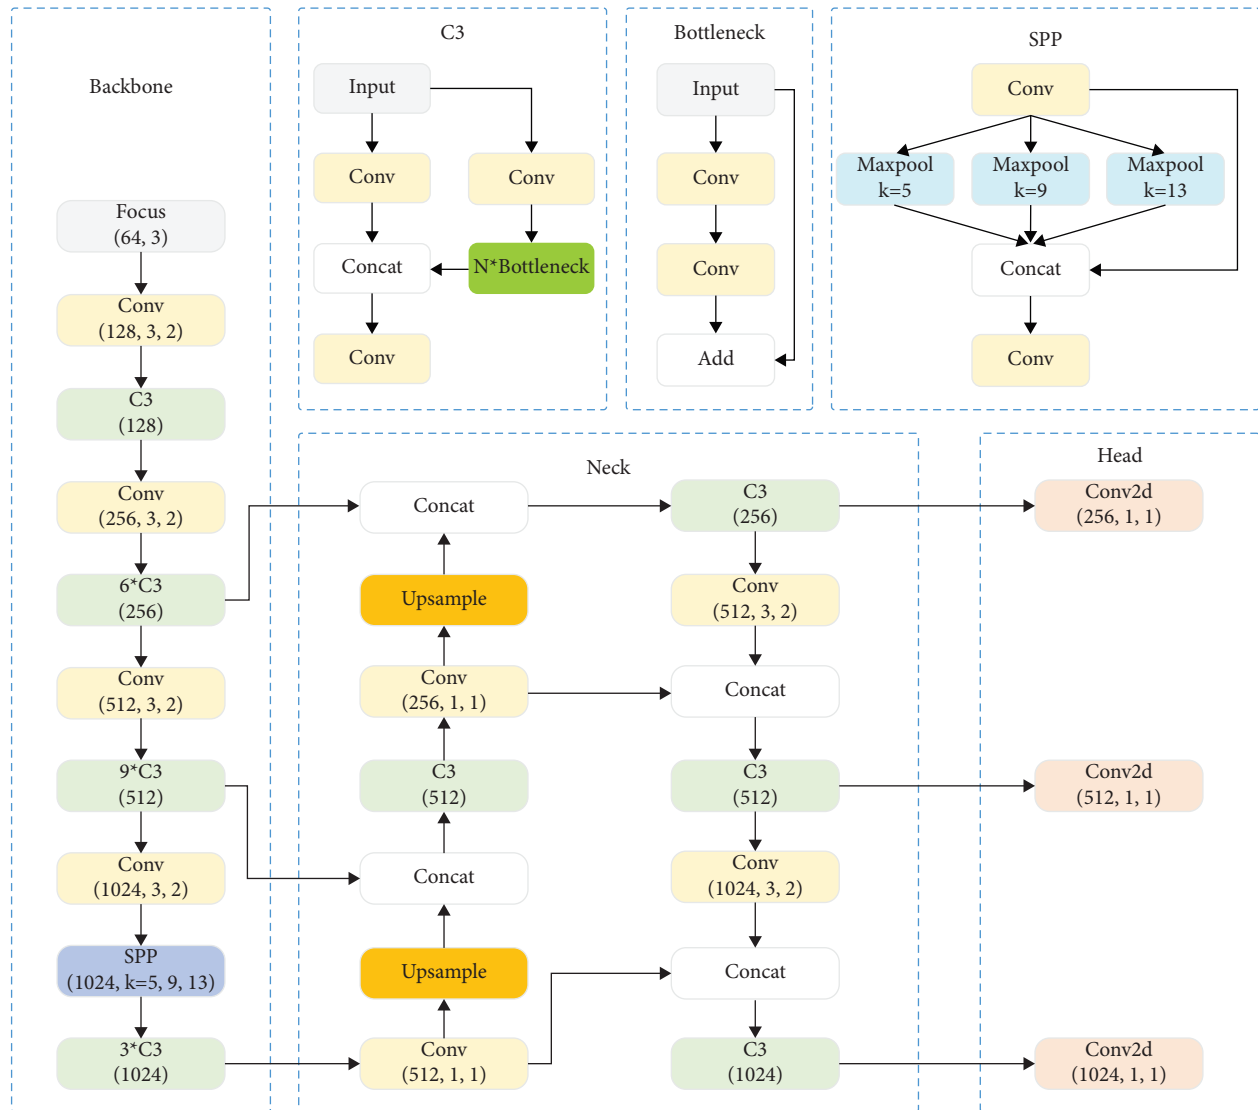 Backbone
Focus
(64, 3)
Conv
(128, 3, 2)
C3
(128)
Conv
(256, 3, 2)
6*C3
(256)
Conv
(512, 3, 2)
9*C3
(512)
Conv
(1024, 3, 2)
SPP
(1024, k=5, 9, 13)
3*C3
(1024)
C3
Input
Conv
Conv
Concat
N*Bottleneck
Conv
Bottleneck
Input
Conv
Conv
Add
SPP
Conv
Maxpool
k=5
Maxpool
k=9
Maxpool
k=13
Concat
Conv
Neck
Concat
Upsample
Conv
(256, 1, 1)
C3
(512)
Concat
Upsample
Conv
(512, 1, 1)
C3
(256)
Conv
(512, 3, 2)
Concat
C3
(512)
Conv
(1024, 3, 2)
Concat
C3
(1024)
Head
Conv2d
(256, 1, 1)
Conv2d
(512, 1, 1)
Conv2d
(1024, 1, 1)